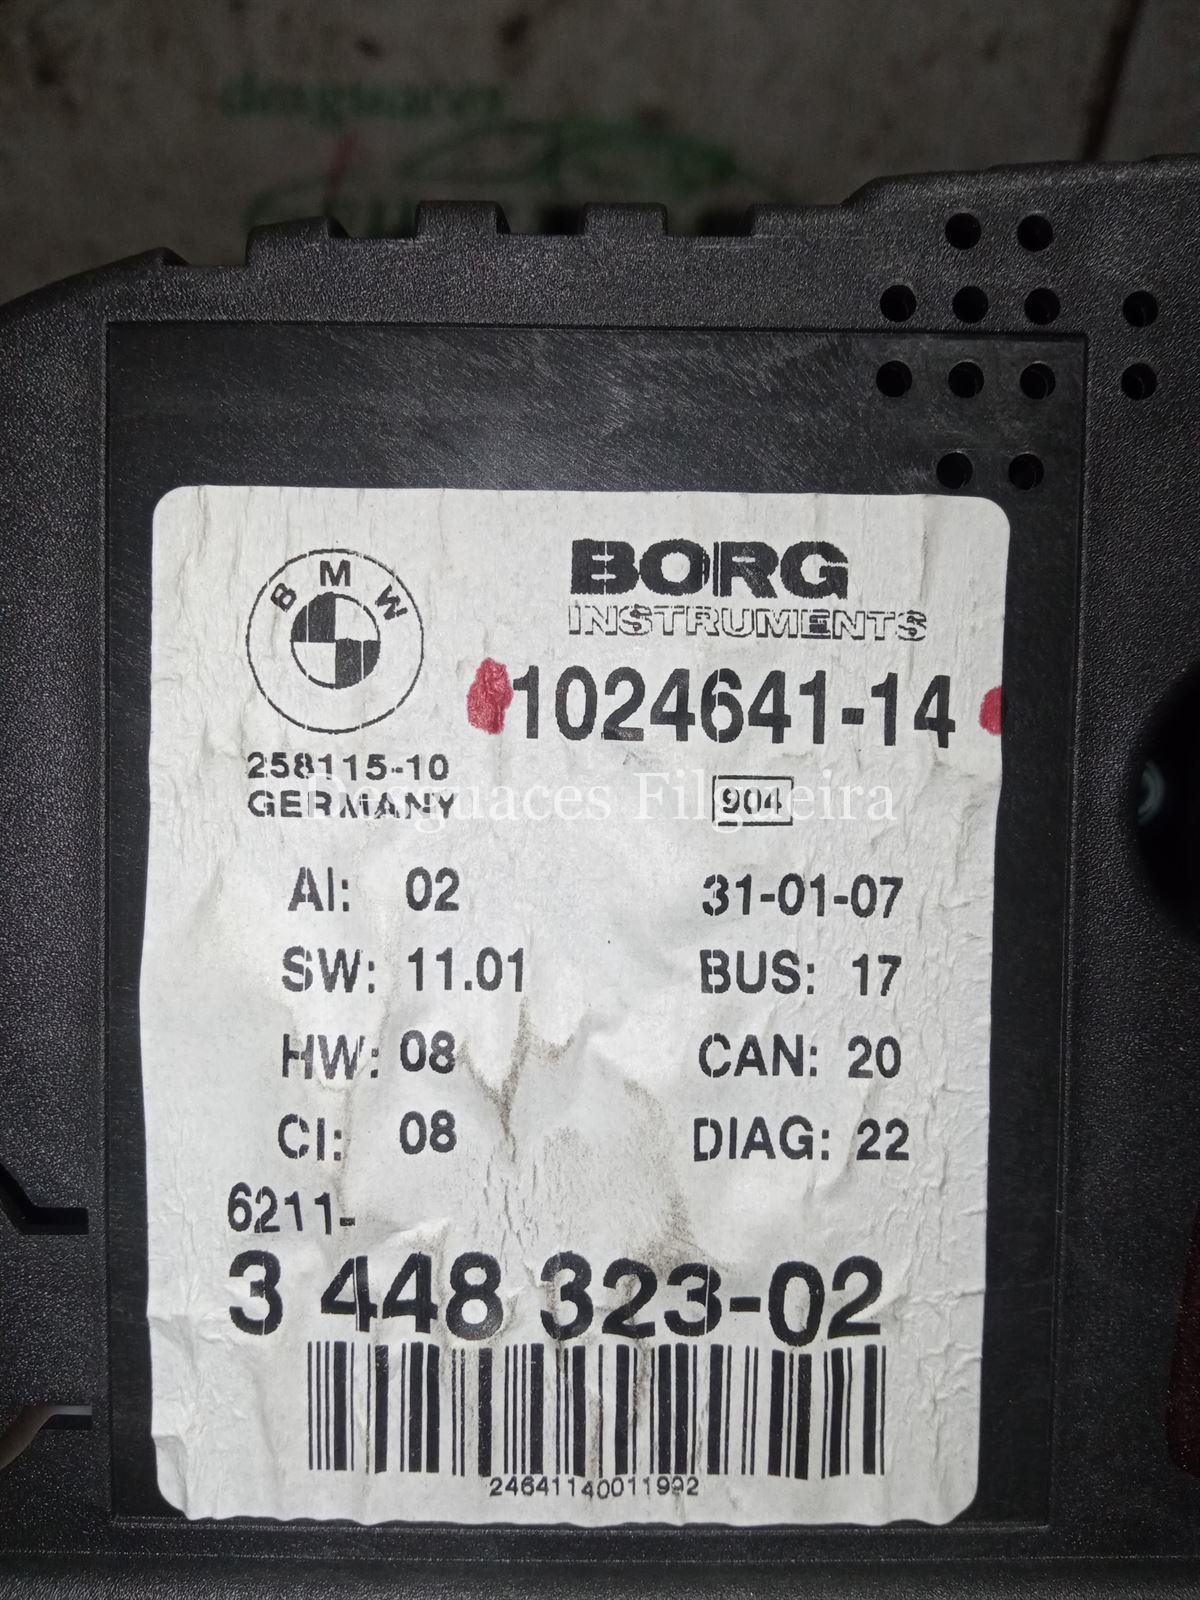 desguaces
BMW
BORG
INSTRUMENTS
1024641-14
258115-10
GERMANY
904
Desguaces Filgueira
AI: 02
31-01-07
SW: 11.01
BUS: 17
HW: 08
CAN: 20
CI: 08
DIAG: 22
6211-
3 448 323-02
24641140011992